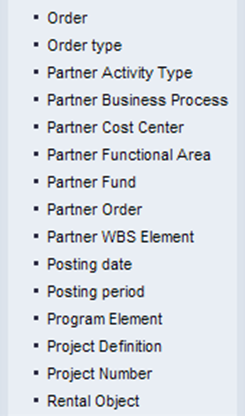 Order
Order type
Partner Activity Type
Partner Business Process
Partner Cost Center
Partner Functional Area
Partner Fund
Partner Order
Partner WBS Element
Posting date
Posting period
Program Element
Project Definition
Project Number
Rental Object